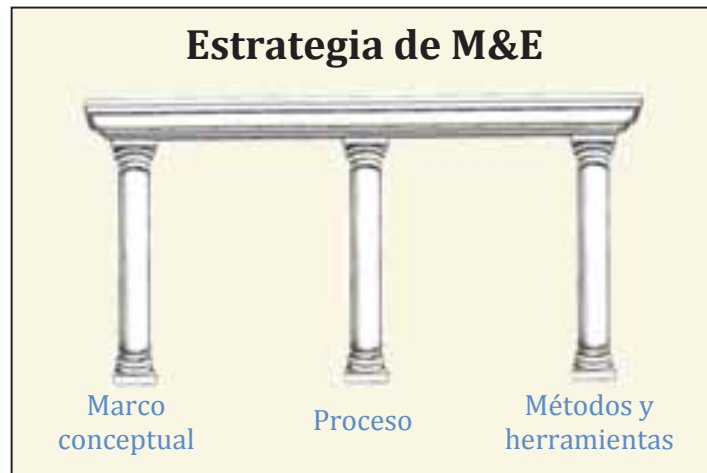 Estrategia de M&E
Marco
conceptual
Proceso
Métodos y
herramientas